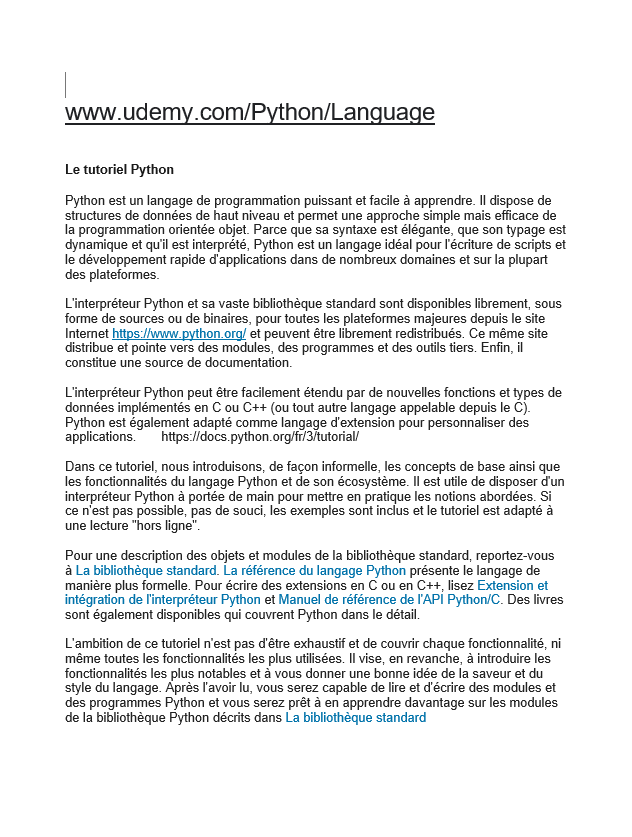 www.udemy.com/Python/Language
Le tutoriel Python
Python est un langage de programmation puissant et facile à apprendre. Il dispose de
structures de données de haut niveau et permet une approche simple mais efficace de
la programmation orientée objet. Parce que sa syntaxe est élégante, que son typage est
dynamique et qu'il est interprété, Python est un langage idéal pour l'écriture de scripts et
le développement rapide d'applications dans de nombreux domaines et sur la plupart
des plateformes.
L'interpréteur Python et sa vaste bibliothèque standard sont disponibles librement, sous
forme de sources ou de binaires, pour toutes les plateformes majeures depuis le site
Internet https://www.python.org/ et peuvent être librement redistribués. Ce même site
distribue et pointe vers des modules, des programmes et des outils tiers. Enfin, il
constitue une source de documentation.
L'interpréteur Python peut être facilement étendu par de nouvelles fonctions et types de
données implémentés en C ou C++ (ou tout autre langage appelable depuis le C).
Python est également adapté comme langage d'extension pour personnaliser des
applications. https://docs.python.org/fr/3/tutorial/
Dans ce tutoriel, nous introduisons, de façon informelle, les concepts de base ainsi que
les fonctionnalités du langage Python et de son écosystème. Il est utile de disposer d'un
interpréteur Python à portée de main pour mettre en pratique les notions abordées. Si
ce n'est pas possible, pas de souci, les exemples sont inclus et le tutoriel est adapté à
une lecture "hors ligne".
Pour une description des objets et modules de la bibliothèque standard, reportez-vous
à La bibliothèque standard. La référence du langage Python présente le langage de
manière plus formelle. Pour écrire des extensions en C ou en C++, lisez Extension et
intégration de l'interpréteur Python et Manuel de référence de l'API Python/C. Des livres
sont également disponibles qui couvrent Python dans le détail.
L'ambition de ce tutoriel n'est pas d'être exhaustif et de couvrir chaque fonctionnalité, ni
même toutes les fonctionnalités les plus utilisées. Il vise, en revanche, à introduire les
fonctionnalités les plus notables et à vous donner une bonne idée de la saveur et du
style du langage. Après l'avoir lu, vous serez capable de lire et d'écrire des modules et
des programmes Python et vous serez prêt à en apprendre davantage sur les modules
de la bibliothèque Python décrits dans La bibliothèque standard